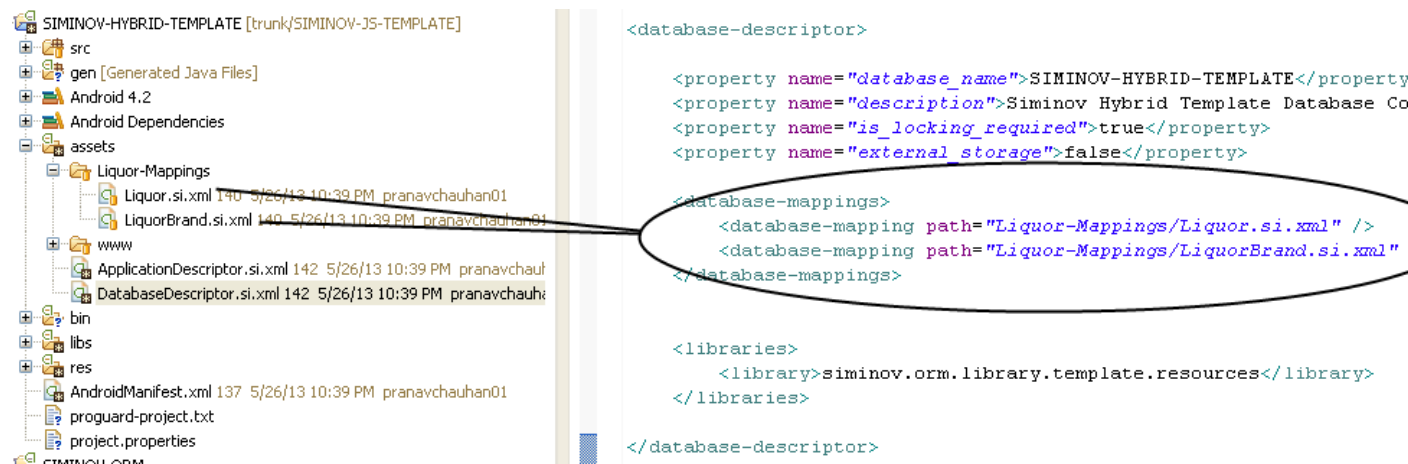 SIMINOV-HYBRID-TEMPLATE [trunk/SIMINOV-JS-TEMPLATE]
src
gen [Generated Java Files]
Android 4.2
Android Dependencies
assets
Liquor-Mappings
Liquor.si.xml 140 5/26/13 10:39 PM pranavchauhan01
LiquorBrand.si.xml 140 5/26/13 10:39 PM pranavchauhan01
www
ApplicationDescriptor.si.xml 142 5/26/13 10:39 PM pranavchauh
DatabaseDescriptor.si.xml 142 5/26/13 10:39 PM pranavchauha
bin
libs
res
AndroidManifest.xml 137 5/26/13 10:39 PM pranavchauhan01
proguard-project.txt
project.properties
SIMINOV-ORM
<database-descriptor>
<property name="database_name">SIMINOV-HYBRID-TEMPLATE</property
<property name="description">Siminov Hybrid Template Database Co
<property name="is_locking_required">true</property>
<property name="external_storage">false</property>
<database-mappings>
<database-mapping path="Liquor-Mappings/Liquor.si.xml" />
<database-mapping path="Liquor-Mappings/LiquorBrand.si.xml"
</database-mappings>
<libraries>
<library>siminov.orm.library.template.resources</library>
</libraries>
</database-descriptor>